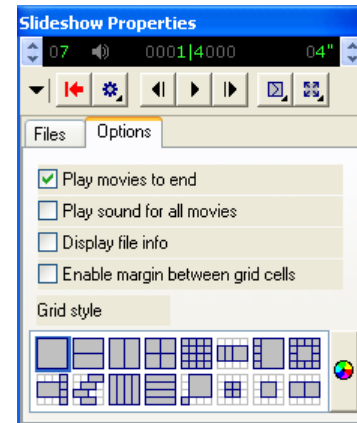 Slideshow Properties
07 0001|4000 04"
Files Options
Play movies to end
Play sound for all movies
Display file info
Enable margin between grid cells
Grid style